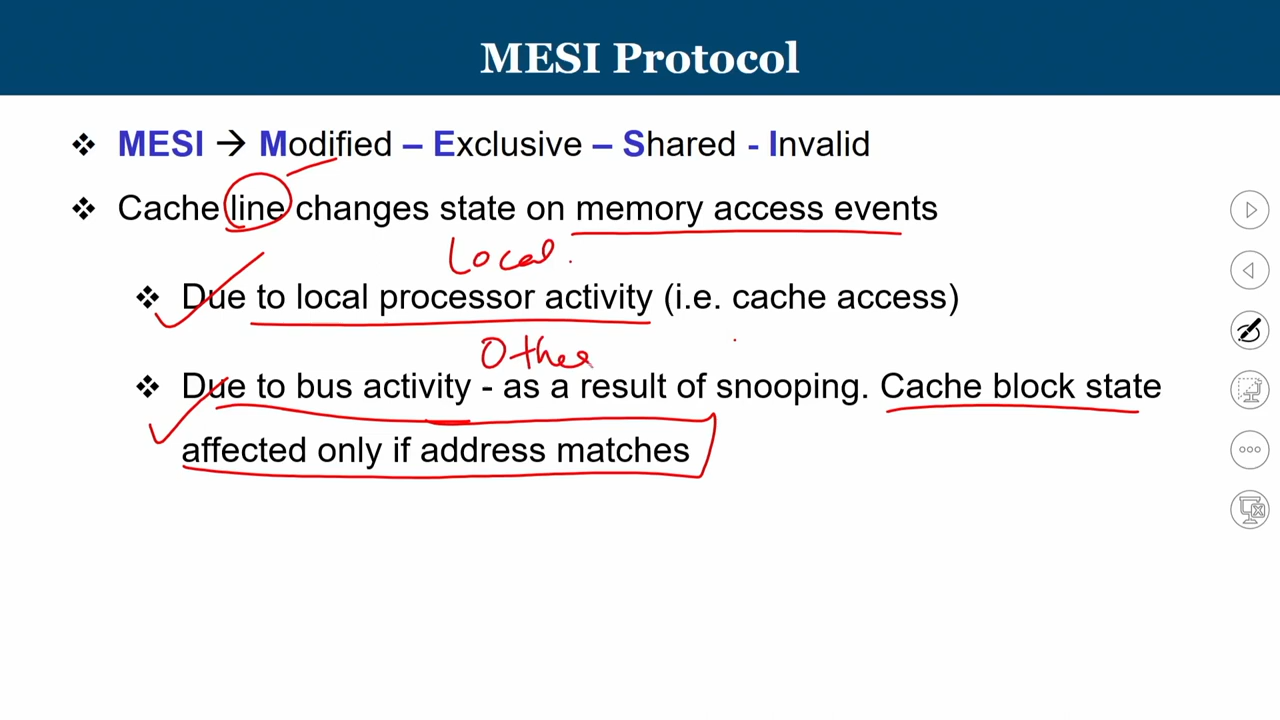 MESI Protocol
❖ MESI → Modified – Exclusive – Shared - Invalid
❖ Cache line changes state on memory access events
Local.
❖ Due to local processor activity (i.e. cache access)
Other
❖ Due to bus activity - as a result of snooping. Cache block state
affected only if address matches